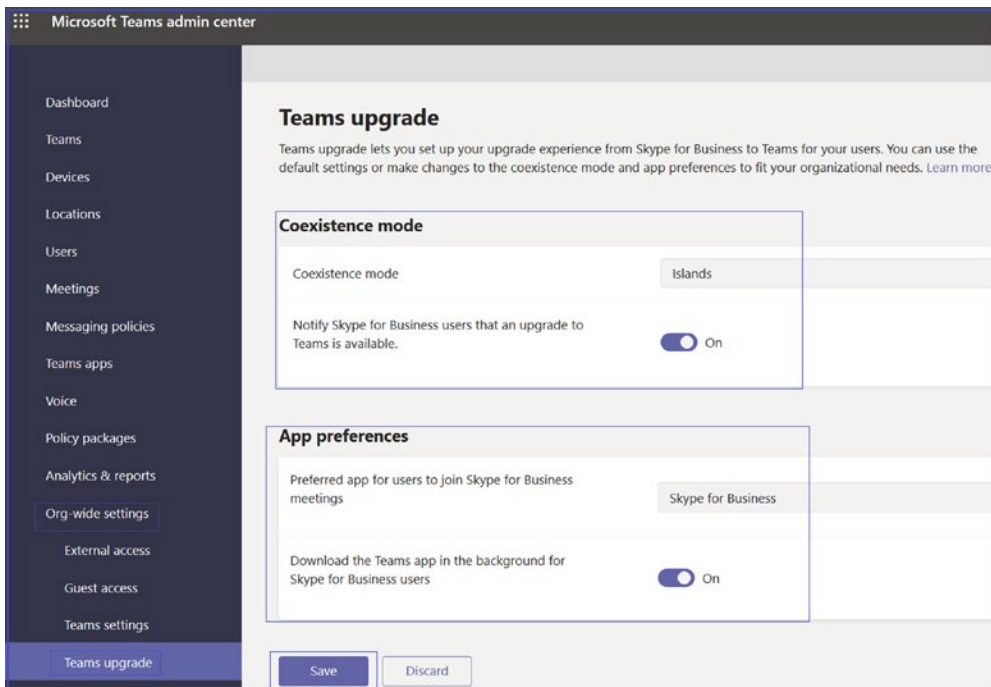 Microsoft Teams admin center
Dashboard
Teams
Devices
Locations
Users
Meetings
Messaging policies
Teams apps
Voice
Policy packages
Analytics & reports
Org-wide settings
External access
Guest access
Teams settings
Teams upgrade
Teams upgrade
Teams upgrade lets you set up your upgrade experience from Skype for Business to Teams for your users. You can use the
default settings or make changes to the coexistence mode and app preferences to fit your organizational needs. Learn more
Coexistence mode
Coexistence mode
Islands
Notify Skype for Business users that an upgrade to
Teams is available.
On
App preferences
Preferred app for users to join Skype for Business
meetings
Skype for Business
Download the Teams app in the background for
Skype for Business users
On
Save
Discard